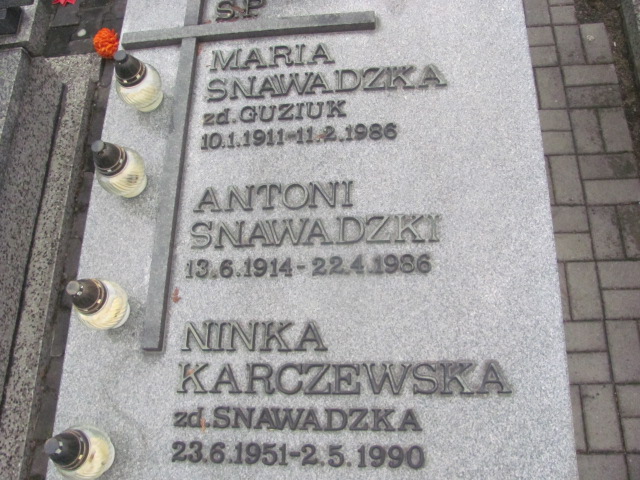 Ś.P
MARIA
SNAWADZKA
zd.GUZIUK
10.1.1911-11.2.1986
ANTONI
SNAWADZKI
13.6.1914-22.4.1986
NINKA
KARCZEWSKA
zd.SNAWADZKA
23.6.1951-2.5.1990